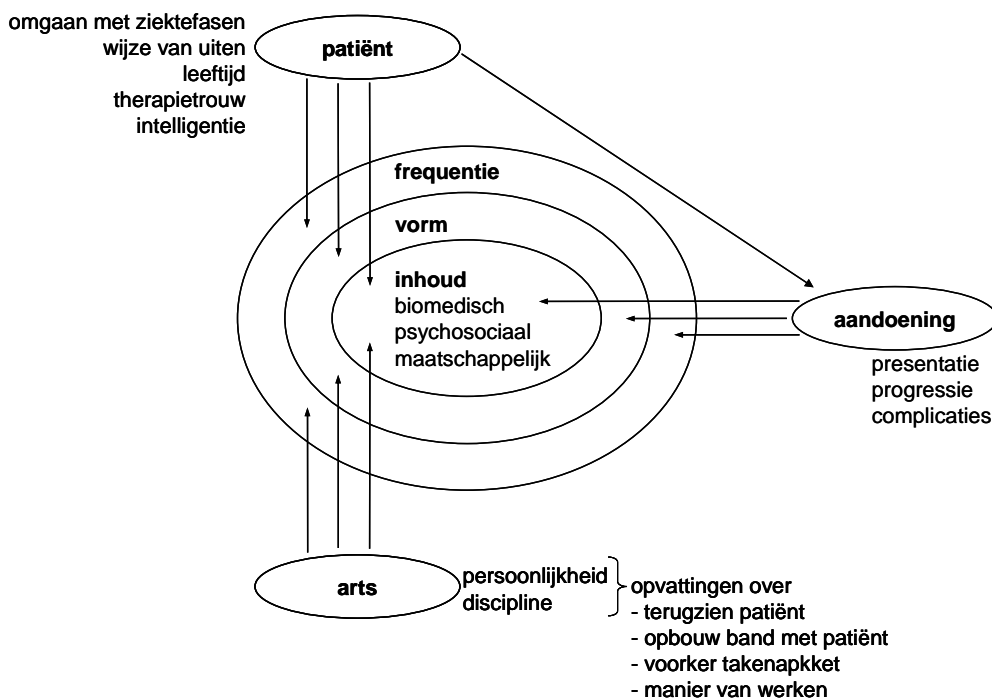 omgaan met ziektefasen
wijze van uiten
leeftijd
therapietrouw
intelligentie
patiënt
frequentie
vorm
inhoud
biomedisch
psychosociaal
maatschappelijk
aandoening
presentatie
progressie
complicaties
arts
persoonlijkheid
discipline
opvattingen over
- terugzien patiënt
- opbouw band met patiënt
- voorker takenapkket
- manier van werken